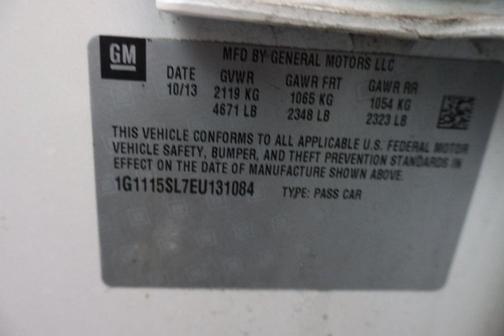 GM
MFD BY GENERAL MOTORS LLC
DATE GVWR GAWR FRT GAWR RR
10/13 2119 KG 1065 KG 1054 KG
4671 LB 2348 LB 2323 LB
THIS VEHICLE CONFORMS TO ALL APPLICABLE U.S. FEDERAL MOTOR
VEHICLE SAFETY, BUMPER, AND THEFT PREVENTION STANDARDS IN
EFFECT ON THE DATE OF MANUFACTURE SHOWN ABOVE.
1G1115SL7EU131084 TYPE: PASS CAR